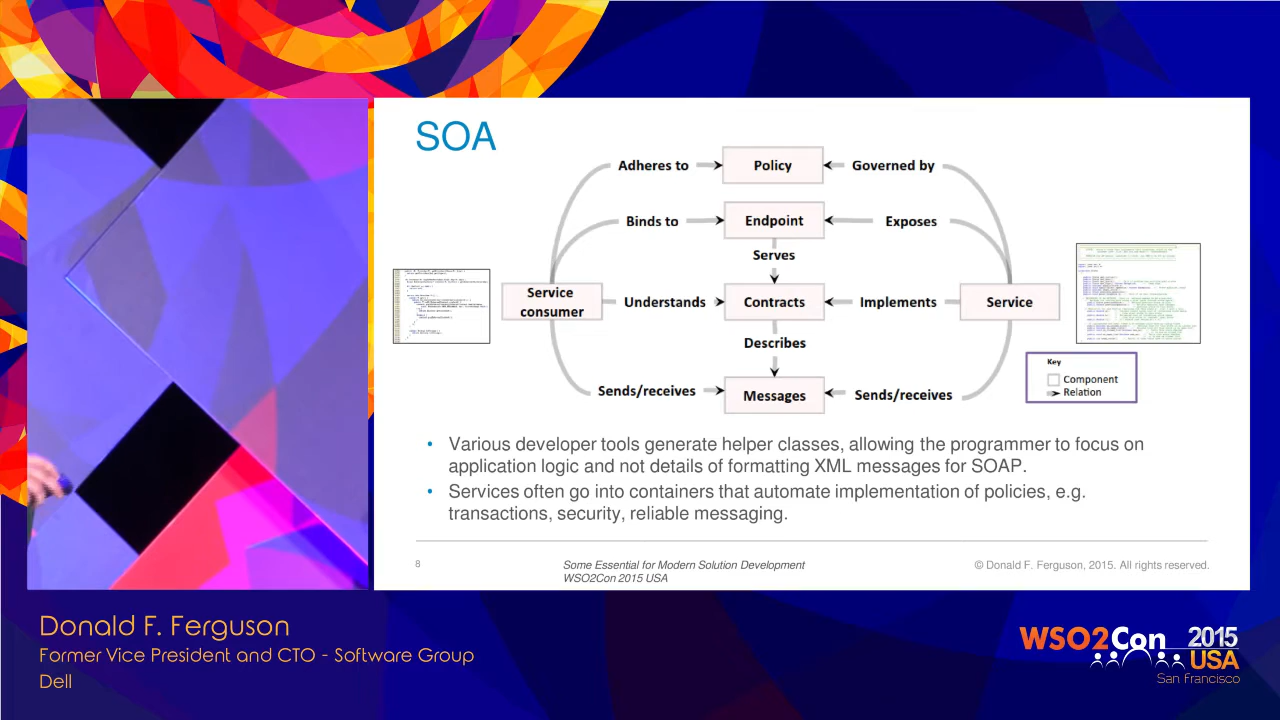 SOA
Adheres to
Policy
Governed by
Binds to
Endpoint
Exposes
Serves
Service
consumer
Understands
Contracts
Implements
Service
Describes
Sends/receives
Messages
Sends/receives
Key
Component
Relation
• Various developer tools generate helper classes, allowing the programmer to focus on
application logic and not details of formatting XML messages for SOAP.
• Services often go into containers that automate implementation of policies, e.g.
transactions, security, reliable messaging.
8
Some Essential for Modern Solution Development
WSO2Con 2015 USA
© Donald F. Ferguson, 2015. All rights reserved.
Donald F. Ferguson
Former Vice President and CTO - Software Group
Dell
WSO2Con 2015
USA
San Francisco